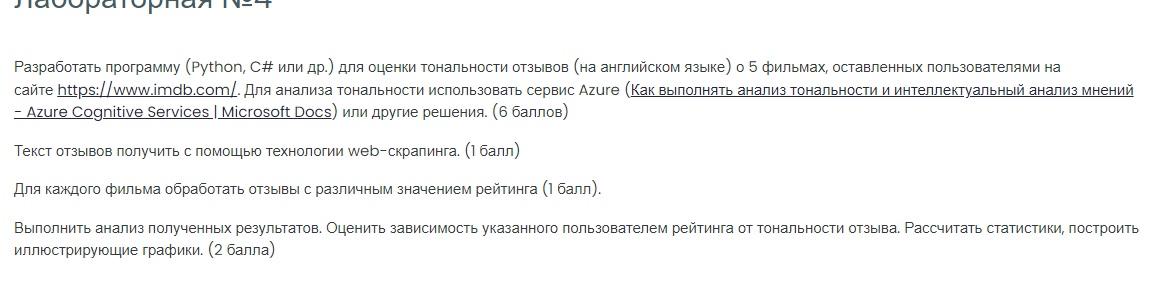 Лабораторная №4
Разработать программу (Python, C# или др.) для оценки тональности отзывов (на английском языке) о 5 фильмах, оставленных пользователями на
сайте https://www.imdb.com/. Для анализа тональности использовать сервис Azure (Как выполнять анализ тональности и интеллектуальный анализ мнений
- Azure Cognitive Services | Microsoft Docs) или другие решения. (6 баллов)
Текст отзывов получить с помощью технологии web-скрапинга. (1 балл)
Для каждого фильма обработать отзывы с различным значением рейтинга (1 балл).
Выполнить анализ полученных результатов. Оценить зависимость указанного пользователем рейтинга от тональности отзыва. Рассчитать статистики, построить
иллюстрирующие графики. (2 балла)